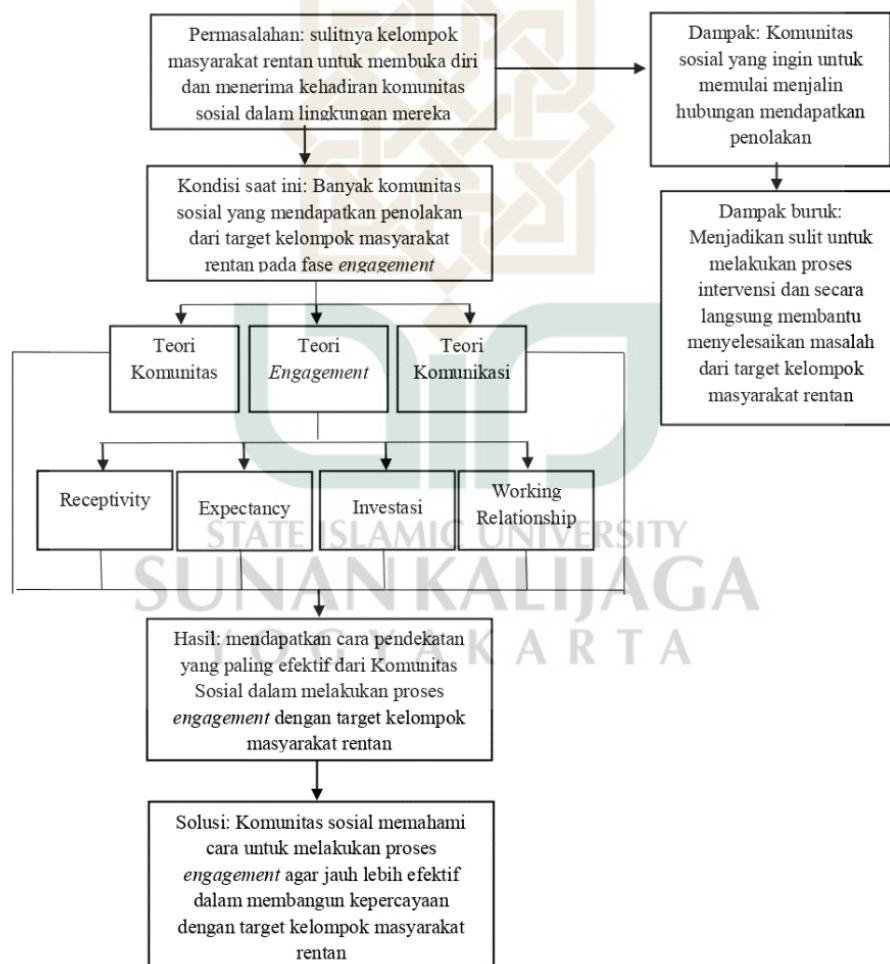 Permasalahan: sulitnya kelompok
masyarakat rentan untuk membuka diri
dan menerima kehadiran komunitas
sosial dalam lingkungan mereka
Dampak: Komunitas
sosial yang ingin untuk
memulai menjalin
hubungan mendapatkan
penolakan
Kondisi saat ini: Banyak komunitas
sosial yang mendapatkan penolakan
dari target kelompok masyarakat
rentan pada fase engagement
Dampak buruk:
Menjadikan sulit untuk
melakukan proses
intervensi dan secara
langsung membantu
menyelesaikan masalah
dari target kelompok
masyarakat rentan
Teori
Komunitas
Teori
Engagement
Teori
Komunikasi
Receptivity
Expectancy
Investasi
Working
Relationship
STATE ISLAMIC UNIVERSITY
SUNAN KALIJAGA
YOGYAKARTA
Hasil: mendapatkan cara pendekatan
yang paling efektif dari Komunitas
Sosial dalam melakukan proses
engagement dengan target kelompok
masyarakat rentan
Solusi: Komunitas sosial memahami
cara untuk melakukan proses
engagement agar jauh lebih efektif
dalam membangun kepercayaan
dengan target kelompok masyarakat
rentan